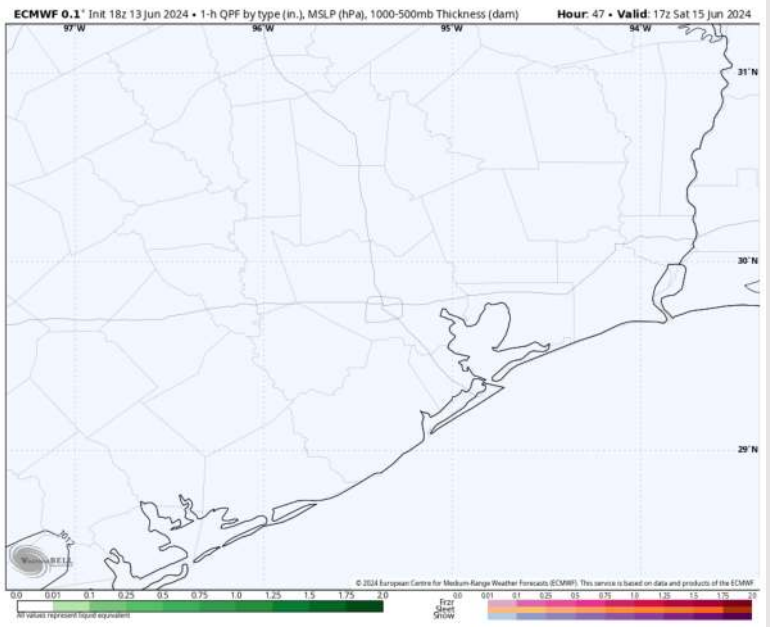 ECMWF 0.1° Init 18z 13 Jun 2024 • 1-h QPF by type (in.), MSLP (hPa), 1000-500mb Thickness (dam) Hour: 47 • Valid: 17z Sat 15 Jun 2024
97°W 96°W 95°W 94°W
31°N
30°N
29°N
1012
WeatherBELL
© 2024 European Centre for Medium-Range Weather Forecasts (ECMWF). This service is based on data and products of the ECMWF
0.0 0.01 0.1 0.25 0.5 0.75 1.0 1.25 1.5 1.75 2.0 0.0 0.01 0.1 0.25 0.5 0.75 1.0 1.25 1.5 1.75 2.0
All values represent liquid equivalent
Frzr
Sleet
Snow